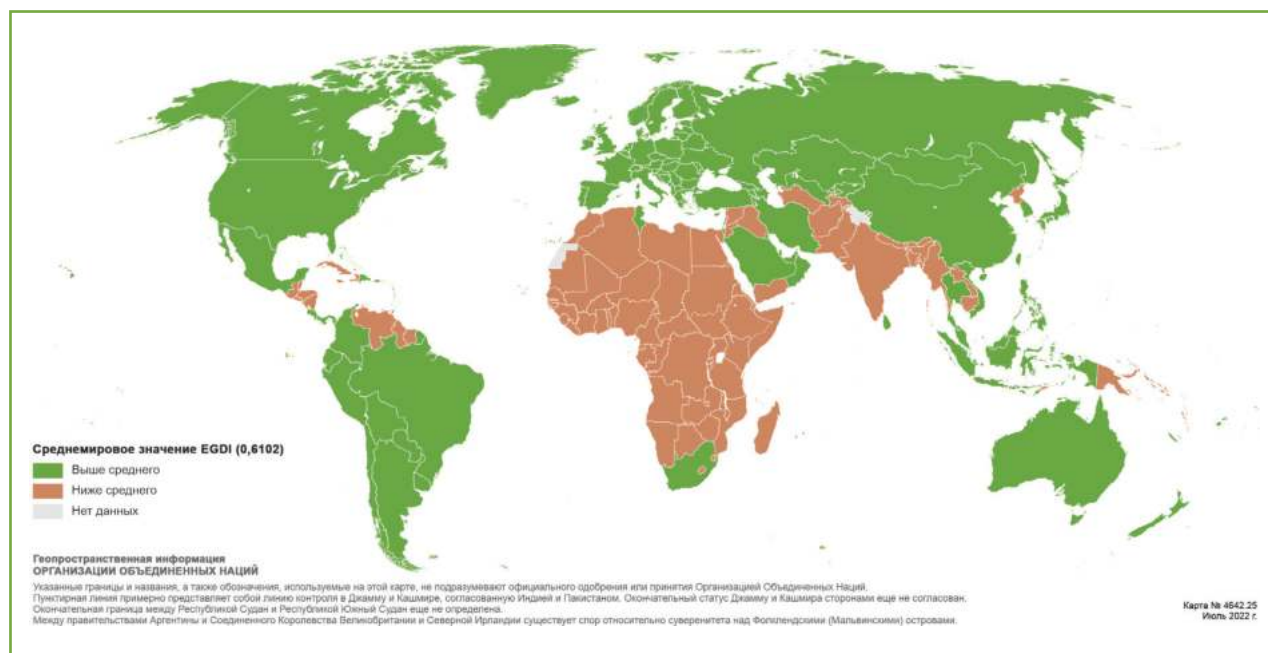 Среднемировое значение EGDI (0,6102)
Выше среднего
Ниже среднего
Нет данных
Геопространственная информация
ОРГАНИЗАЦИИ ОБЪЕДИНЕННЫХ НАЦИЙ
Указанные границы и названия, а также обозначения, используемые на этой карте, не подразумевают официального одобрения или принятия Организацией Объединенных Наций.
Пунктирная линия примерно представляет собой линию контроля в Джамму и Кашмире, согласованную Индией и Пакистаном. Окончательный статус Джамму и Кашмира сторонами еще не согласован.
Окончательная граница между Республикой Судан и Республикой Южный Судан еще не определена.
Между правительствами Аргентины и Соединенного Королевства Великобритании и Северной Ирландии существует спор относительно суверенитета над Фолклендскими (Мальвинскими) островами.
Карта № 4642.25
Июль 2022 г.